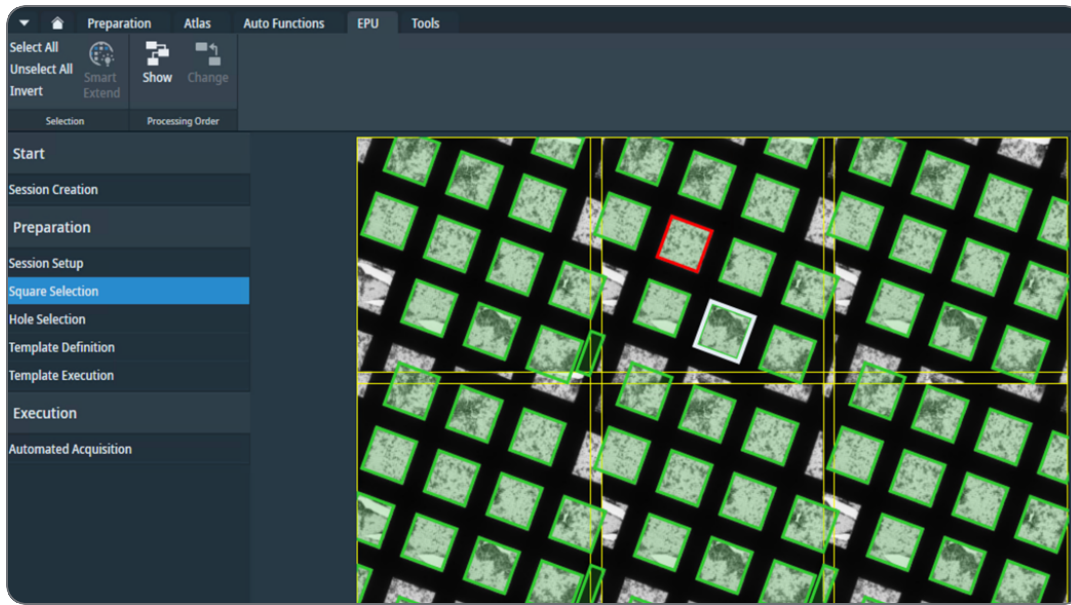 Preparation Atlas Auto Functions EPU Tools
Select All
Unselect All
Invert
Smart
Extend
Show Change
Selection Processing Order
Start
Session Creation
Preparation
Session Setup
Square Selection
Hole Selection
Template Definition
Template Execution
Execution
Automated Acquisition